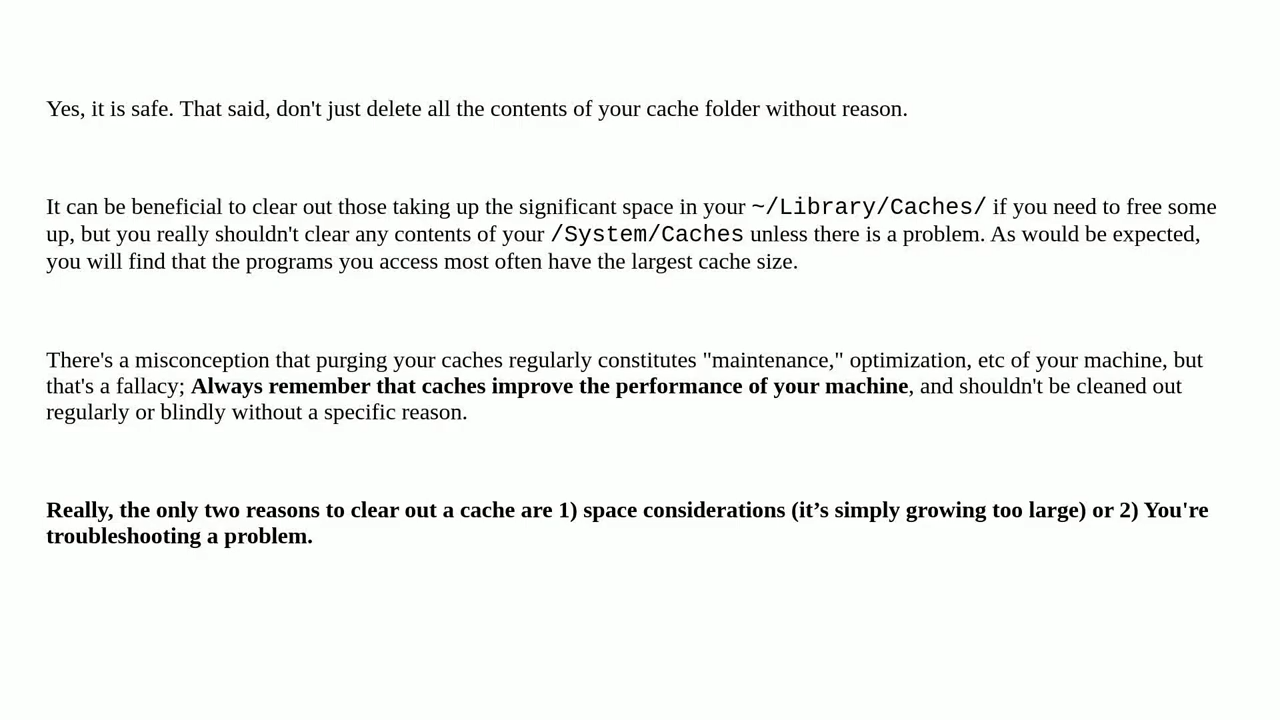 Yes, it is safe. That said, don't just delete all the contents of your cache folder without reason.
It can be beneficial to clear out those taking up the significant space in your ~/Library/Caches/ if you need to free some
up, but you really shouldn't clear any contents of your /System/Caches unless there is a problem. As would be expected,
you will find that the programs you access most often have the largest cache size.
There's a misconception that purging your caches regularly constitutes "maintenance," optimization, etc of your machine, but
that's a fallacy; Always remember that caches improve the performance of your machine, and shouldn't be cleaned out
regularly or blindly without a specific reason.
Really, the only two reasons to clear out a cache are 1) space considerations (it’s simply growing too large) or 2) You're
troubleshooting a problem.